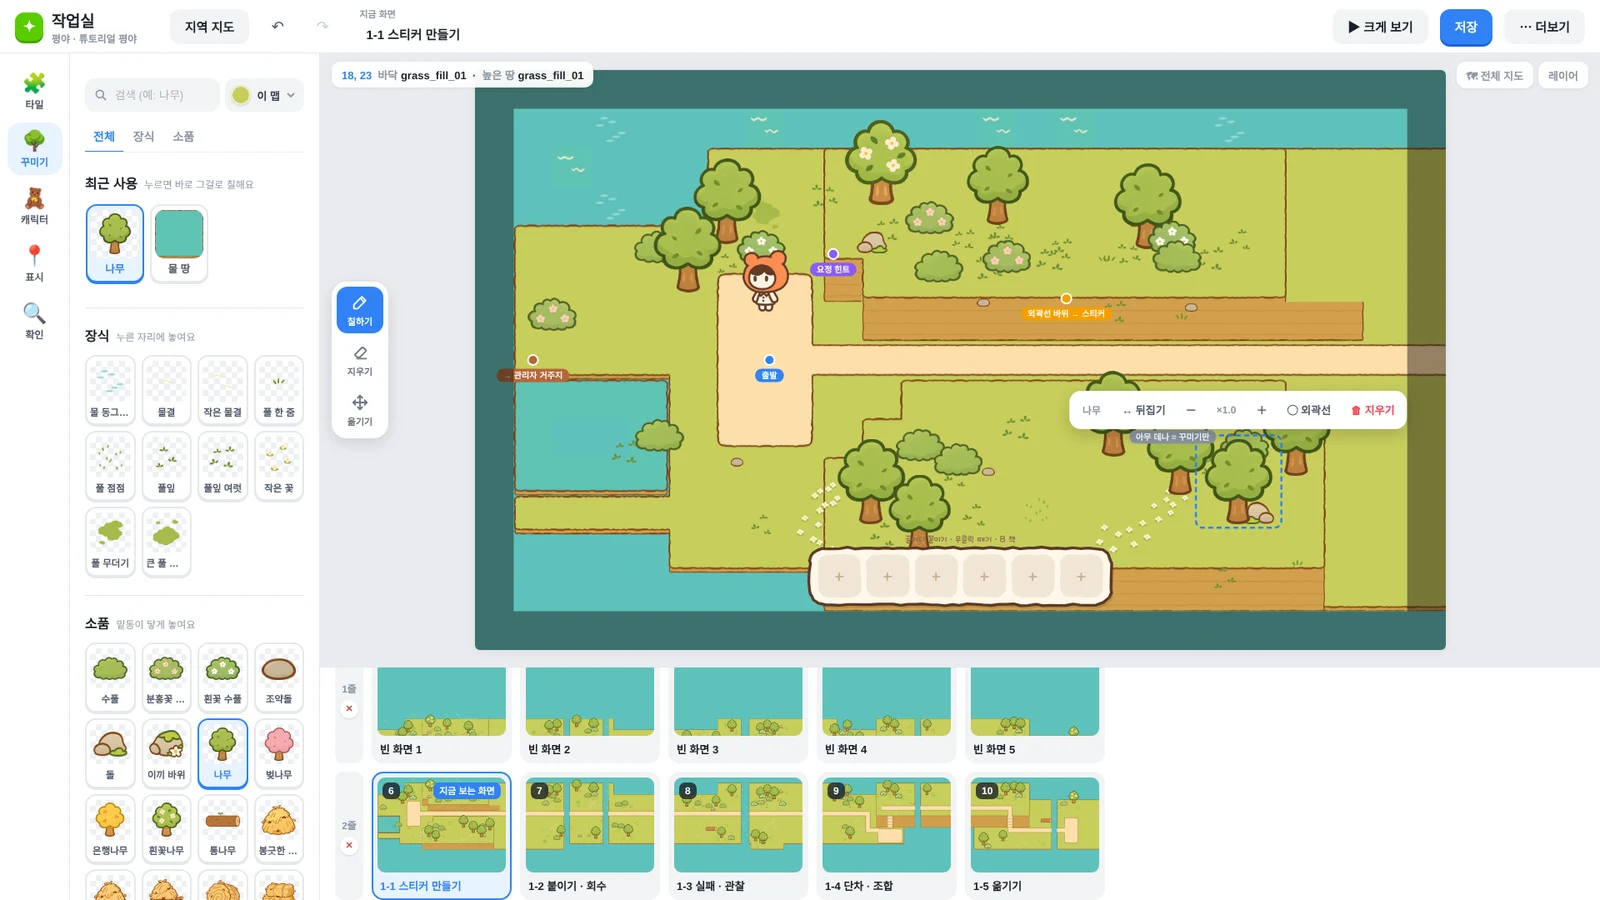 작업실
평야 · 튜토리얼 평야
지역 지도
지금 화면
1-1 스티커 만들기
▶ 크게 보기
저장
··· 더보기
타일
꾸미기
캐릭터
표시
확인
검색 (예: 나무)
이 맵
전체
장식
소품
최근 사용 누르면 바로 그걸로 칠해요
나무
물 땅
장식 누른 자리에 놓여요
물 동그...
물결
작은 물결
풀 한 줌
풀 점점
풀잎
풀잎 여럿
작은 꽃
풀 무더기
큰 풀 ...
소품 밑동이 닿게 놓여요
수풀
분홍꽃 ...
흰꽃 수풀
조약돌
돌
이끼 바위
나무
벚나무
은행나무
흰꽃나무
통나무
봉긋한 ...
18, 23 바닥 grass_fill_01 · 높은 땅 grass_fill_01
전체 지도
레이어
칠하기
지우기
옮기기
요정 힌트
외곽선 바위 → 스티커
→ 관리자 거주지
출발
나무
↔ 뒤집기
−
×1.0
+
외곽선
지우기
아무 데나 = 꾸미기만
1줄
×
빈 화면 1
빈 화면 2
빈 화면 3
빈 화면 4
빈 화면 5
2줄
×
6
지금 보는 화면
7
8
9
10
1-1 스티커 만들기
1-2 붙이기 · 회수
1-3 실패 · 관찰
1-4 단차 · 조합
1-5 옮기기